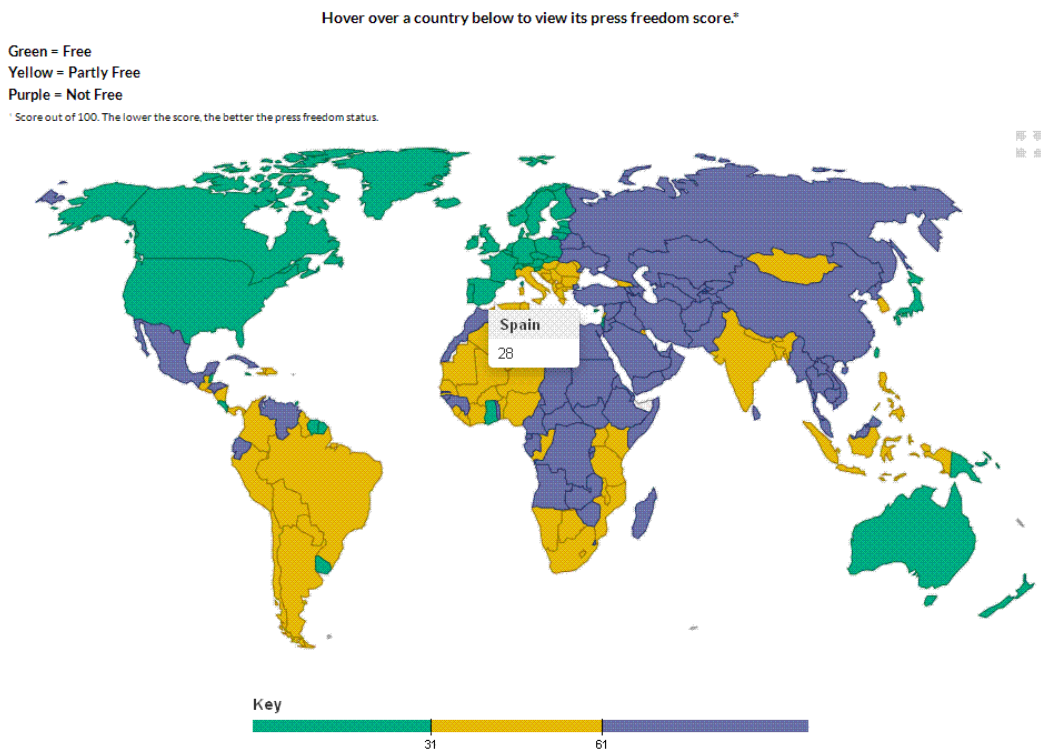 Hover over a country below to view its press freedom score.*
Green = Free
Yellow = Partly Free
Purple = Not Free
* Score out of 100. The lower the score, the better the press freedom status.
Spain
28
Key
31
61